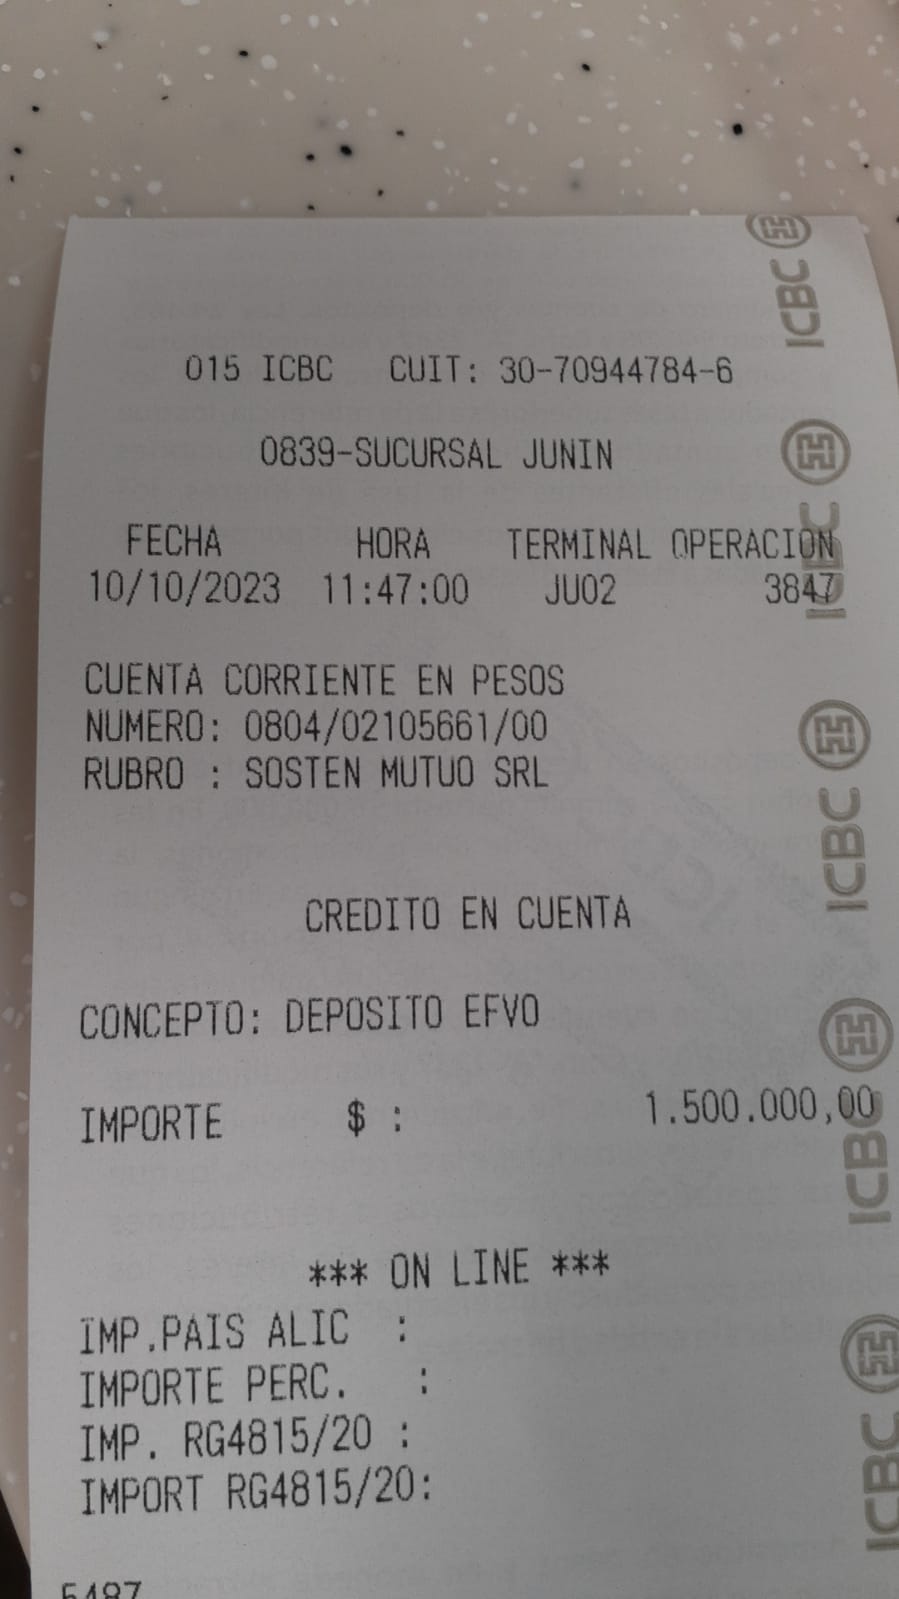 015 ICBC CUIT: 30-70944784-6
0839-SUCURSAL JUNIN
FECHA HORA TERMINAL OPERACION
10/10/2023 11:47:00 JU02 3847
CUENTA CORRIENTE EN PESOS
NUMERO: 0804/02105661/00
RUBRO : SOSTEN MUTUO SRL
CREDITO EN CUENTA
CONCEPTO: DEPOSITO EFVO
IMPORTE $ : 1.500.000,00
*** ON LINE ***
IMP.PAIS ALIC :
IMPORTE PERC. :
IMP. RG4815/20 :
IMPORT RG4815/20:
5487
ICBC
ICBC
ICBC
ICBC
ICBC